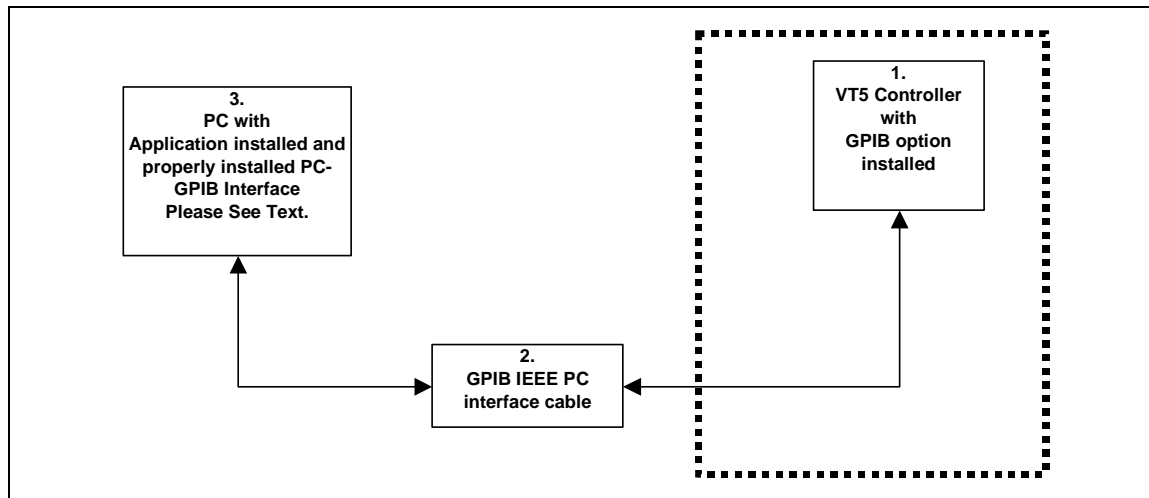 3.
PC with
Application installed and
properly installed PC-
GPIB Interface
Please See Text.
1.
VT5 Controller
with
GPIB option
installed
2.
GPIB IEEE PC
interface cable